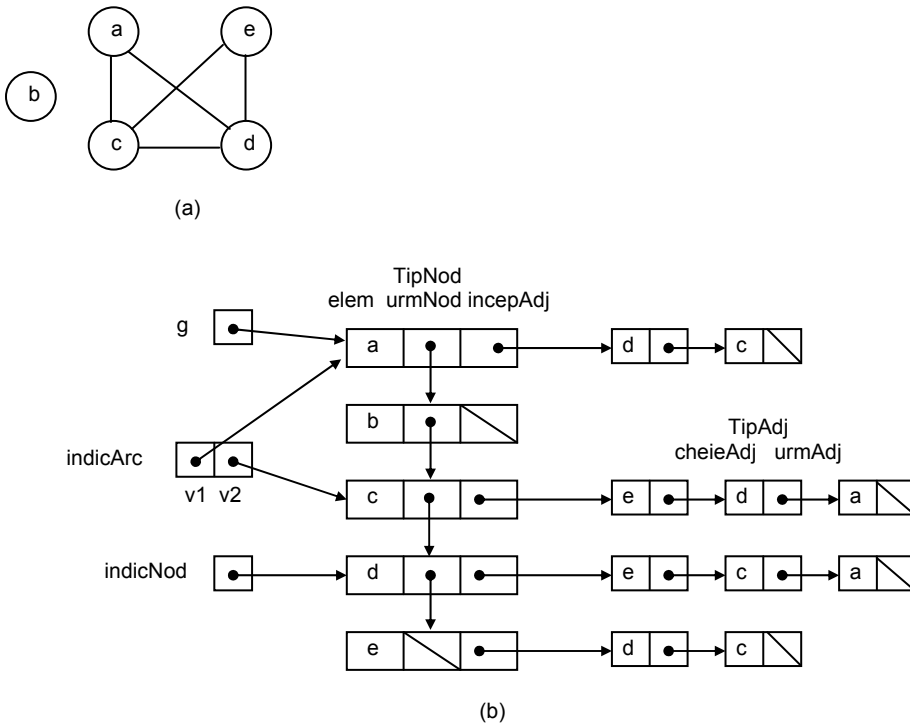 a e
b
c d
(a)
TipNod
elem urmNod incepAdj
g
a d c
b
TipAdj
cheieAdj urmAdj
indicArc
v1 v2
c e d a
indicNod
d e c a
e d c
(b)